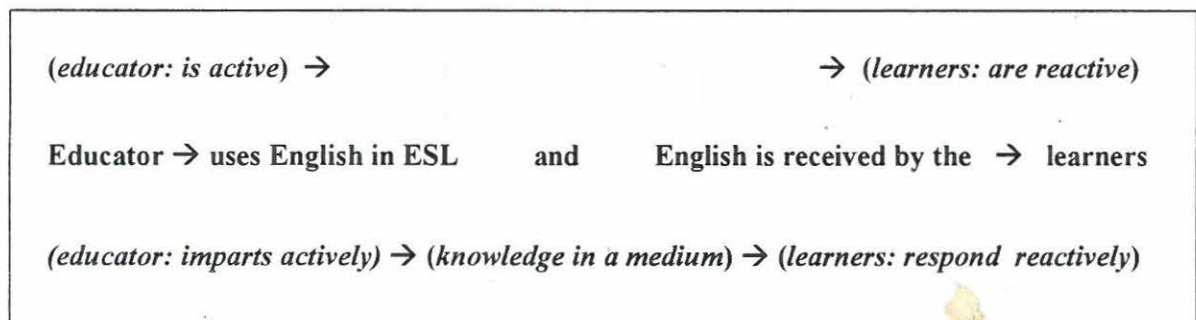 (educator: is active) → → (learners: are reactive)
Educator → uses English in ESL and English is received by the → learners
(educator: imparts actively) → (knowledge in a medium) → (learners: respond reactively)